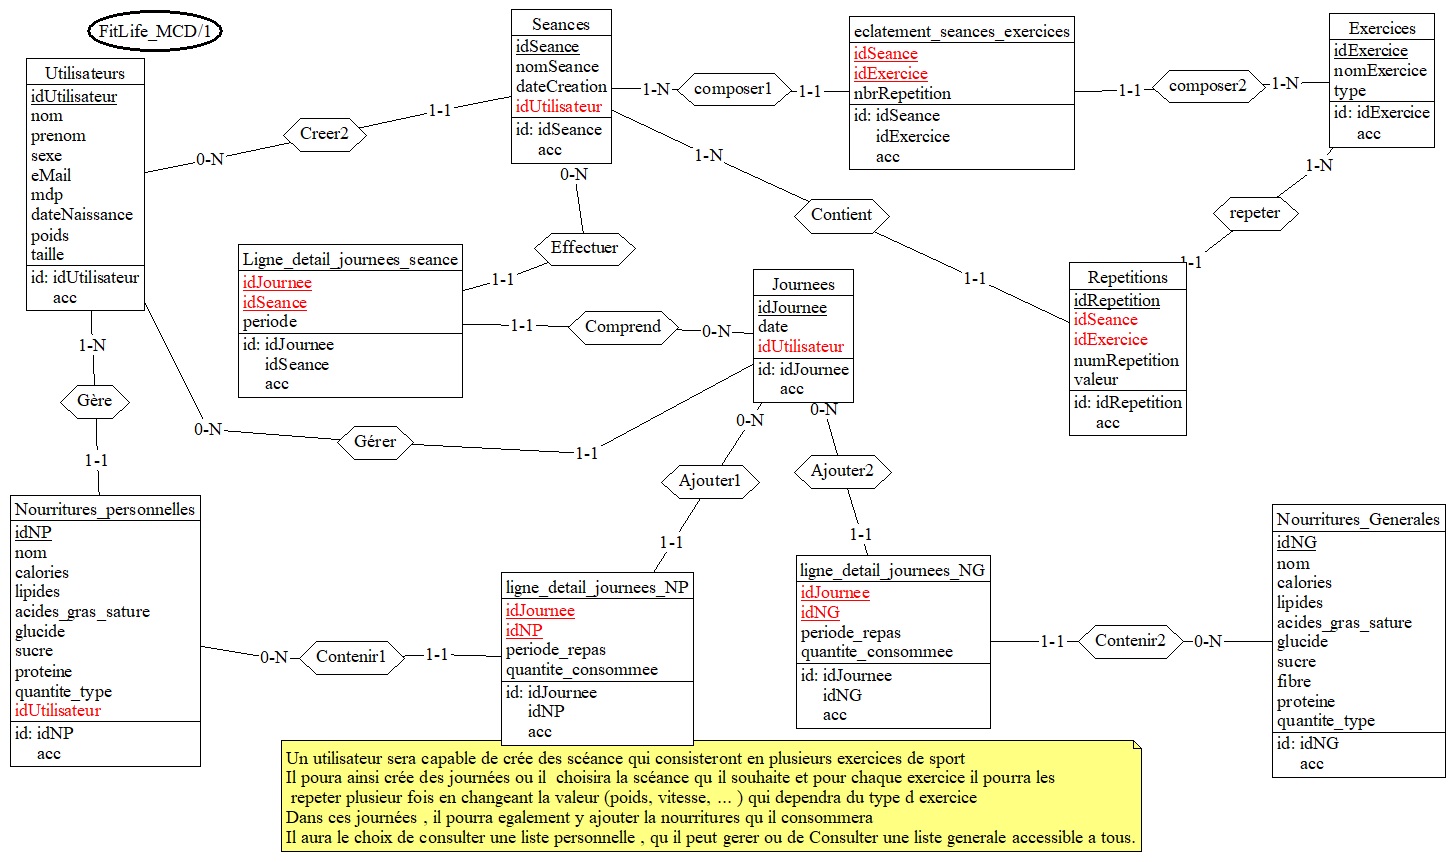 FitLife_MCD/1
Utilisateurs
idUtilisateur
nom
prenom
sexe
eMail
mdp
dateNaissance
poids
taille
id: idUtilisateur
acc
0-N
Creer2
1-1
Seances
idSeance
nomSeance
dateCreation
idUtilisateur
id: idSeance
acc
1-N
composer1
1-1
eclatement_seances_exercices
idSeance
idExercice
nbrRepetition
id: idSeance
idExercice
acc
1-1
composer2
1-N
Exercices
idExercice
nomExercice
type
id: idExercice
acc
1-N
repeter
1-1
1-N
Contient
1-1
Repetitions
idRepetition
idSeance
idExercice
numRepetition
valeur
id: idRepetition
acc
0-N
Effectuer
1-1
Ligne_detail_journees_seance
idJournee
idSeance
periode
id: idJournee
idSeance
acc
1-1
Comprend
0-N
Journees
idJournee
date
idUtilisateur
id: idJournee
acc
1-N
Gère
1-1
0-N
Gérer
1-1
0-N
Ajouter1
1-1
0-N
Ajouter2
1-1
Nourritures_personnelles
idNP
nom
calories
lipides
acides_gras_sature
glucide
sucre
proteine
quantite_type
idUtilisateur
id: idNP
acc
0-N
Contenir1
1-1
ligne_detail_journees_NP
idJournee
idNP
periode_repas
quantite_consommee
id: idJournee
idNP
acc
ligne_detail_journees_NG
idJournee
idNG
periode_repas
quantite_consommee
id: idJournee
idNG
acc
1-1
Contenir2
0-N
Nourritures_Generales
idNG
nom
calories
lipides
acides_gras_sature
glucide
sucre
fibre
proteine
quantite_type
id: idNG
acc
Un utilisateur sera capable de crée des scéance qui consisteront en plusieurs exercices de sport
Il poura ainsi crée des journées ou il choisira la scéance qu il souhaite et pour chaque exercice il pourra les
repeter plusieur fois en changeant la valeur (poids, vitesse, ... ) qui dependra du type d exercice
Dans ces journées , il pourra egalement y ajouter la nourritures qu il consommera
Il aura le choix de consulter une liste personnelle , qu il peut gerer ou de Consulter une liste generale accessible a tous.